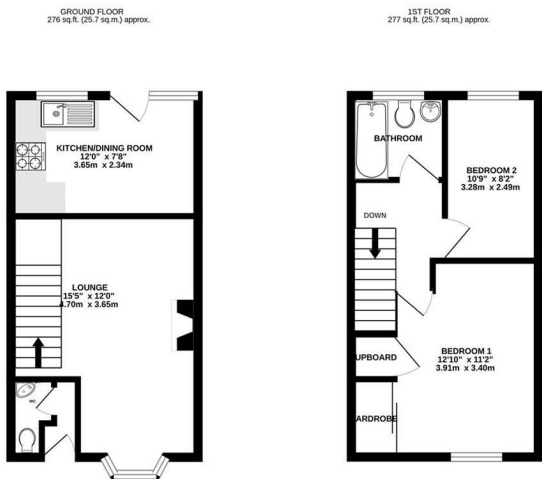 GROUND FLOOR
276 sq.ft. (25.7 sq.m.) approx.
KITCHEN/DINING ROOM
12'0" x 7'8"
3.65m x 2.34m
LOUNGE
15'5" x 12'0"
4.70m x 3.65m
WC
1ST FLOOR
277 sq.ft. (25.7 sq.m.) approx.
BATHROOM
BEDROOM 2
10'9" x 8'2"
3.28m x 2.49m
DOWN
UPBOARD
BEDROOM 1
12'10" x 11'2"
3.91m x 3.40m
ARDROBE